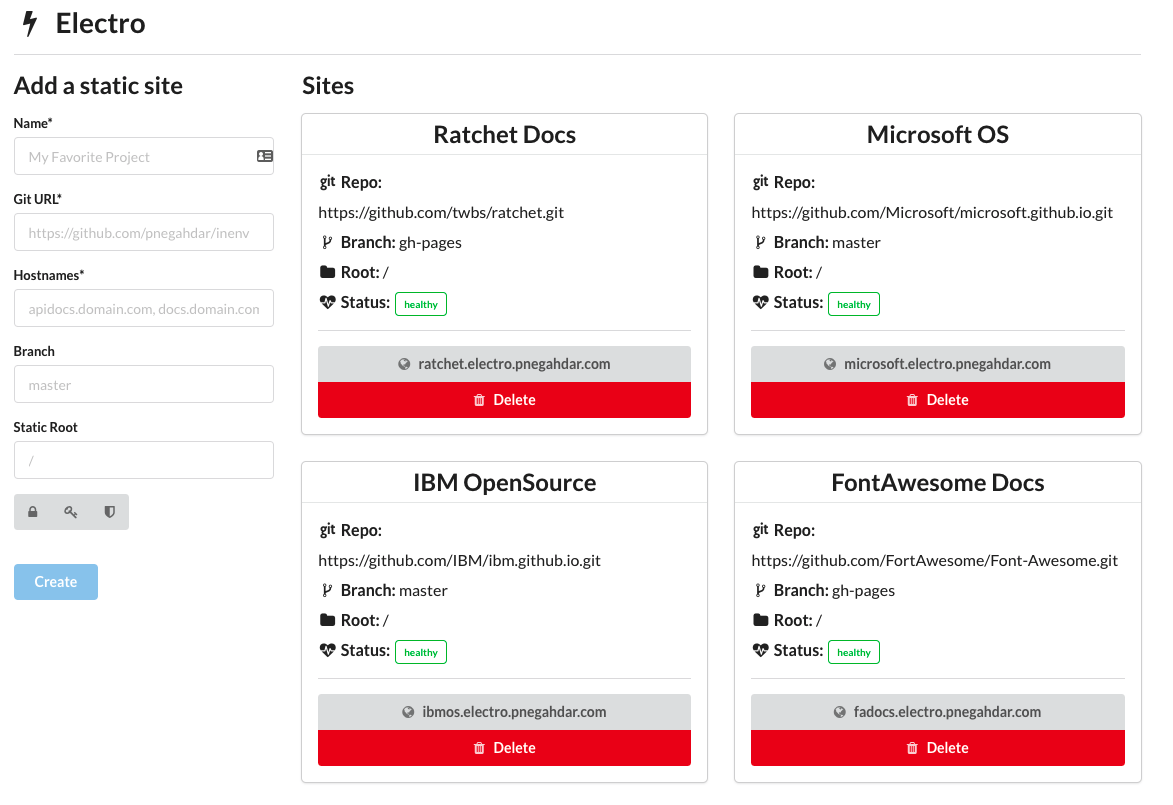 Electro
Add a static site
Name*
My Favorite Project
Git URL*
https://github.com/pnegahdar/inenv
Hostnames*
apidocs.domain.com, docs.domain.com
Branch
master
Static Root
/
Create
Sites
Ratchet Docs
git Repo:
https://github.com/twbs/ratchet.git
Branch: gh-pages
Root: /
Status: healthy
ratchet.electro.pnegahdar.com
Delete
Microsoft OS
git Repo:
https://github.com/Microsoft/microsoft.github.io.git
Branch: master
Root: /
Status: healthy
microsoft.electro.pnegahdar.com
Delete
IBM OpenSource
git Repo:
https://github.com/IBM/ibm.github.io.git
Branch: master
Root: /
Status: healthy
ibmos.electro.pnegahdar.com
Delete
FontAwesome Docs
git Repo:
https://github.com/FortAwesome/Font-Awesome.git
Branch: gh-pages
Root: /
Status: healthy
fadocs.electro.pnegahdar.com
Delete